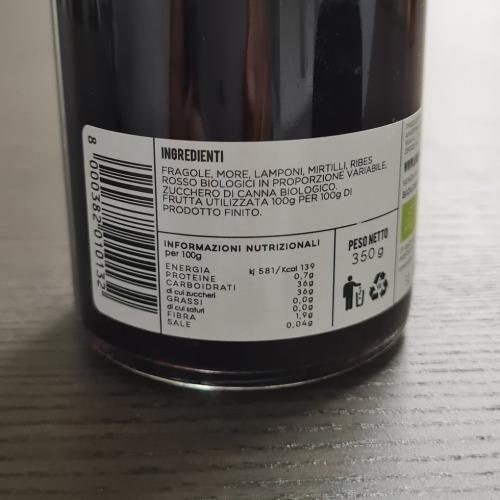 INGREDIENTI
FRAGOLE, MORE, LAMPONI, MIRTILLI, RIBES
ROSSO BIOLOGICI IN PROPORZIONE VARIABILE,
ZUCCHERO DI CANNA BIOLOGICO.
FRUTTA UTILIZZATA 100g PER 100g DI
PRODOTTO FINITO.
INFORMAZIONI NUTRIZIONALI
per 100g
ENERGIA kj 581/Kcal 139
PROTEINE 0,7g
CARBOIDRATI 36g
di cui zuccheri 36g
GRASSI 0,0g
di cui saturi 0,0g
FIBRA 1,9g
SALE 0,04g
PESO NETTO
350g
8 000382 010132